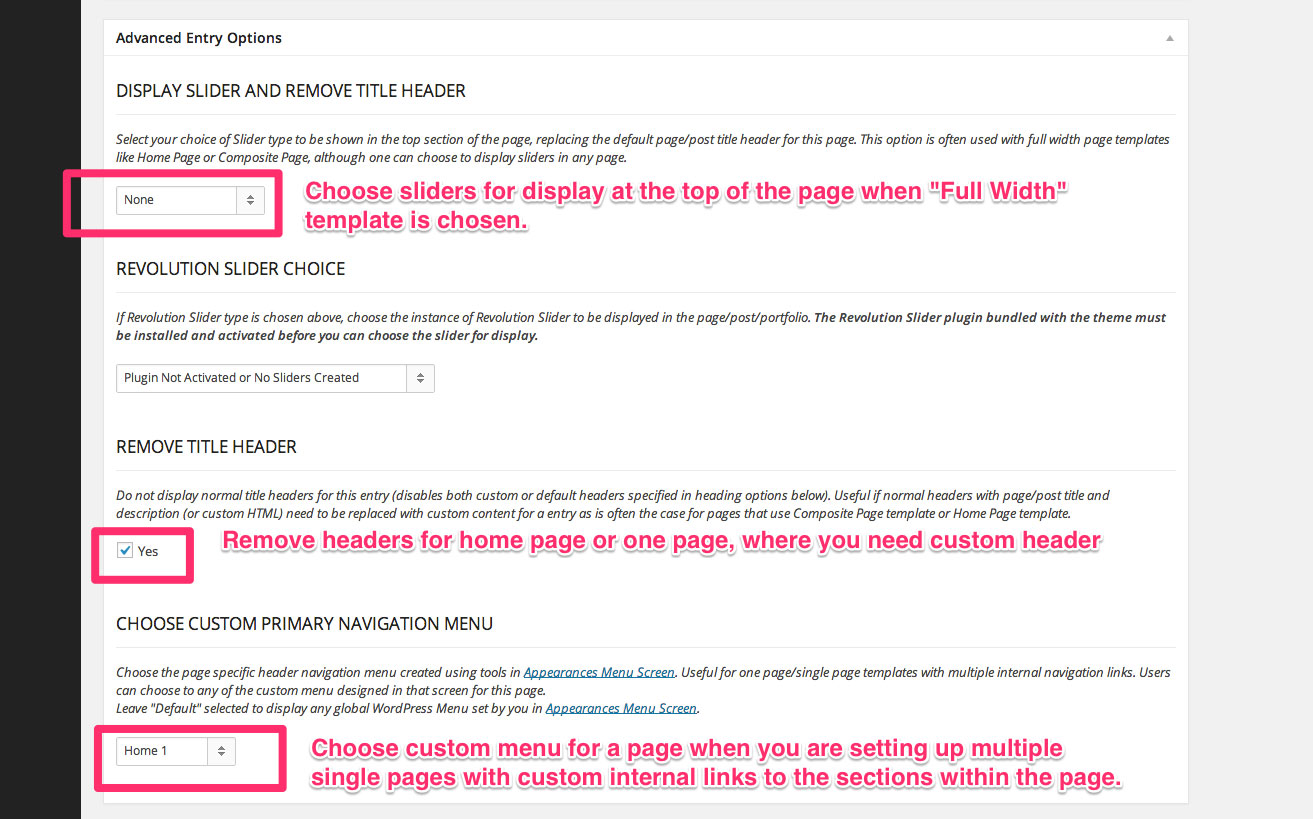 Advanced Entry Options
DISPLAY SLIDER AND REMOVE TITLE HEADER
Select your choice of Slider type to be shown in the top section of the page, replacing the default page/post title header for this page. This option is often used with full width page templates
like Home Page or Composite Page, although one can choose to display sliders in any page.
None
Choose sliders for display at the top of the page when "Full Width"
template is chosen.
REVOLUTION SLIDER CHOICE
If Revolution Slider type is chosen above, choose the instance of Revolution Slider to be displayed in the page/post/portfolio. The Revolution Slider plugin bundled with the theme must
be installed and activated before you can choose the slider for display.
Plugin Not Activated or No Sliders Created
REMOVE TITLE HEADER
Do not display normal title headers for this entry (disables both custom or default headers specified in heading options below). Useful if normal headers with page/post title and
description (or custom HTML) need to be replaced with custom content for a entry as is often the case for pages that use Composite Page template or Home Page template.
Yes
Remove headers for home page or one page, where you need custom header
CHOOSE CUSTOM PRIMARY NAVIGATION MENU
Choose the page specific header navigation menu created using tools in Appearances Menu Screen. Useful for one page/single page templates with multiple internal navigation links. Users
can choose to any of the custom menu designed in that screen for this page.
Leave "Default" selected to display any global WordPress Menu set by you in Appearances Menu Screen.
Home 1
Choose custom menu for a page when you are setting up multiple
single pages with custom internal links to the sections within the page.